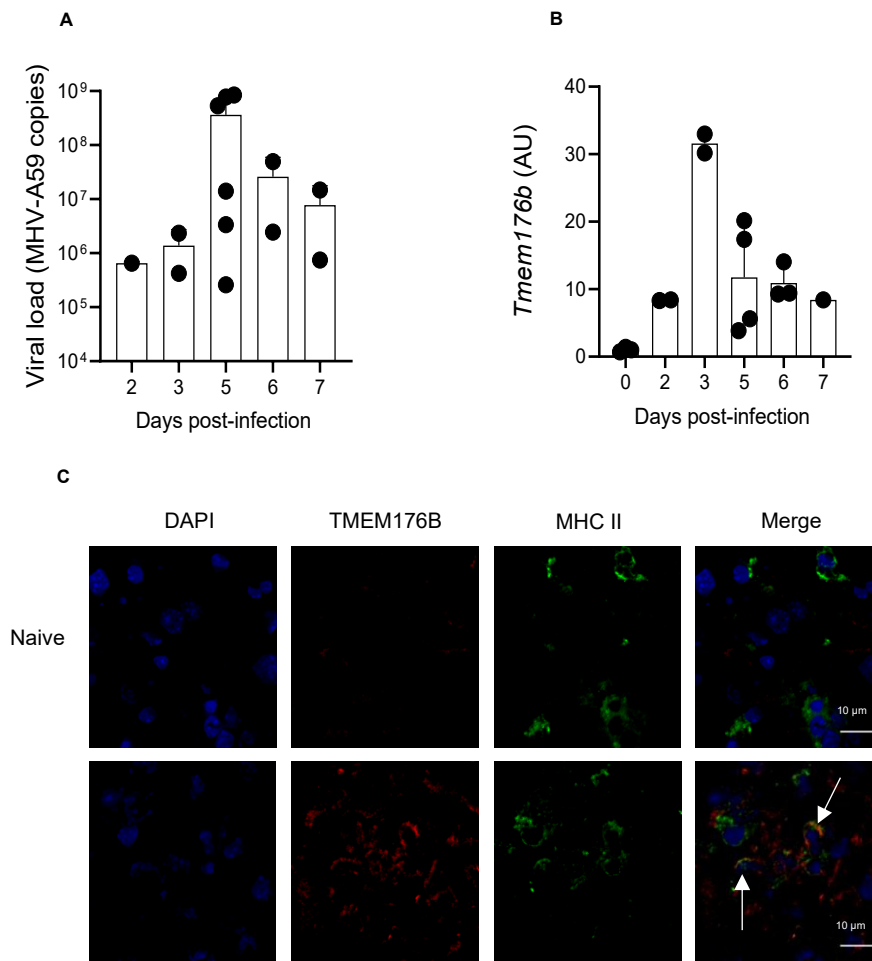 A
Viral load (MHV-A59 copies)
10⁹
10⁸
10⁷
10⁶
10⁵
10⁴
2 3 5 6 7
Days post-infection
B
Tmem176b (AU)
40
30
20
10
0
0 2 3 5 6 7
Days post-infection
C
DAPI TMEM176B MHC II Merge
Naive
10 µm
10 µm